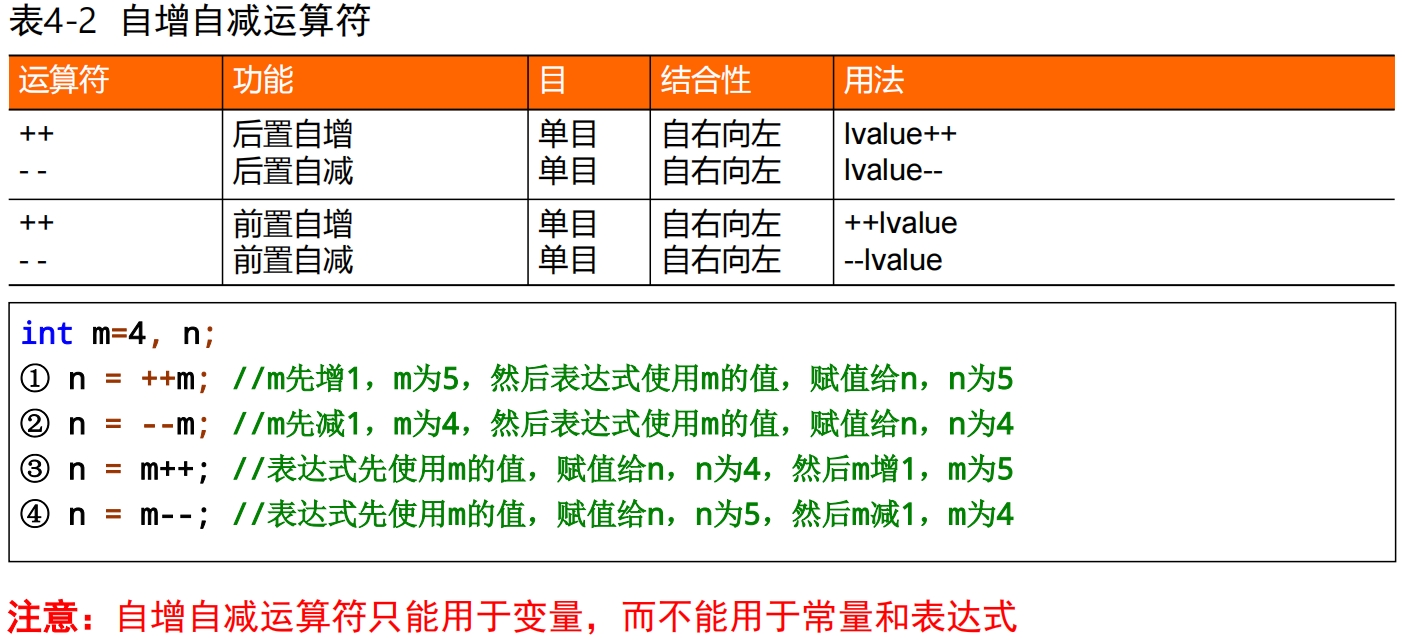 表4-2 自增自减运算符
运算符 功能 目 结合性 用法
++ 后置自增 单目 自右向左 lvalue++
- - 后置自减 单目 自右向左 lvalue--
++ 前置自增 单目 自右向左 ++lvalue
- - 前置自减 单目 自右向左 --lvalue
int m=4, n;
① n = ++m; //m先增1，m为5，然后表达式使用m的值，赋值给n，n为5
② n = --m; //m先减1，m为4，然后表达式使用m的值，赋值给n，n为4
③ n = m++; //表达式先使用m的值，赋值给n，n为4，然后m增1，m为5
④ n = m--; //表达式先使用m的值，赋值给n，n为5，然后m减1，m为4
注意：自增自减运算符只能用于变量，而不能用于常量和表达式